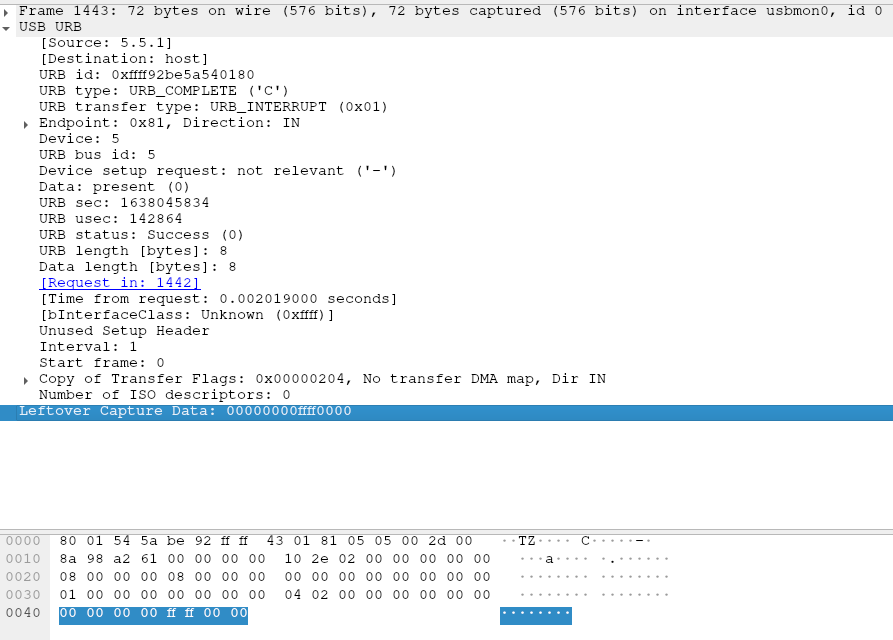 Frame 1443: 72 bytes on wire (576 bits), 72 bytes captured (576 bits) on interface usbmon0, id 0
USB URB
[Source: 5.5.1]
[Destination: host]
URB id: 0xffff92be5a540180
URB type: URB_COMPLETE ('C')
URB transfer type: URB_INTERRUPT (0x01)
Endpoint: 0x81, Direction: IN
Device: 5
URB bus id: 5
Device setup request: not relevant ('-')
Data: present (0)
URB sec: 1638045834
URB usec: 142864
URB status: Success (0)
URB length [bytes]: 8
Data length [bytes]: 8
[Request in: 1442]
[Time from request: 0.002019000 seconds]
[bInterfaceClass: Unknown (0xffff)]
Unused Setup Header
Interval: 1
Start frame: 0
Copy of Transfer Flags: 0x00000204, No transfer DMA map, Dir IN
Number of ISO descriptors: 0
Leftover Capture Data: 00000000ffff0000
0000 80 01 54 5a be 92 ff ff 43 01 81 05 05 00 2d 00 ··TZ···· C·····-·
0010 8a 98 a2 61 00 00 00 00 10 2e 02 00 00 00 00 00 ···a···· ·.······
0020 08 00 00 00 08 00 00 00 00 00 00 00 00 00 00 00 ········ ········
0030 01 00 00 00 00 00 00 00 04 02 00 00 00 00 00 00 ········ ········
0040 00 00 00 00 ff ff 00 00 ········